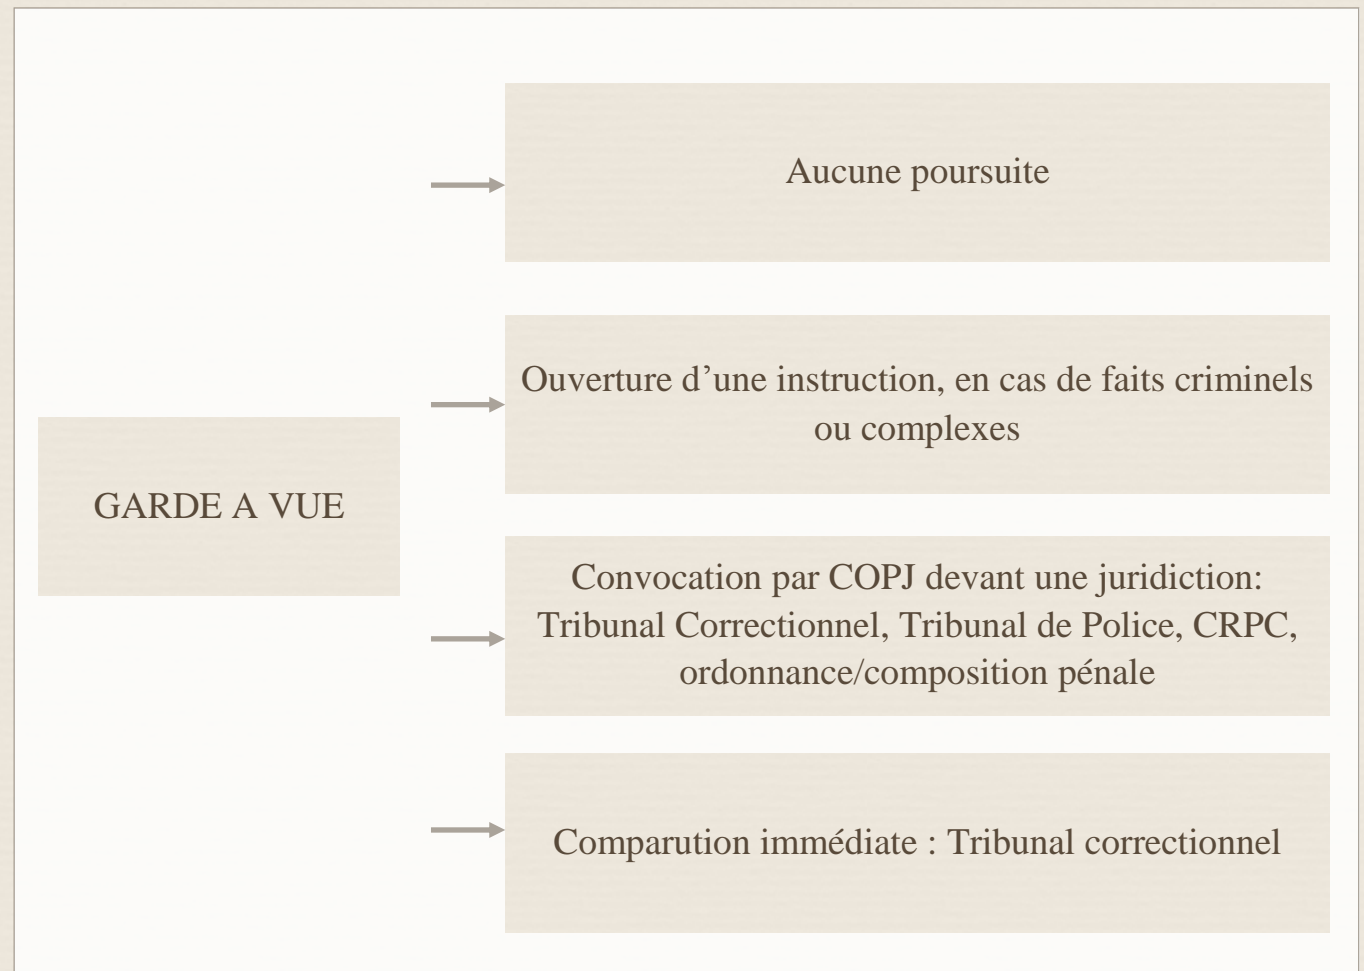 Aucune poursuite
Ouverture d’une instruction, en cas de faits criminels
ou complexes
GARDE A VUE
Convocation par COPJ devant une juridiction:
Tribunal Correctionnel, Tribunal de Police, CRPC,
ordonnance/composition pénale
Comparution immédiate : Tribunal correctionnel